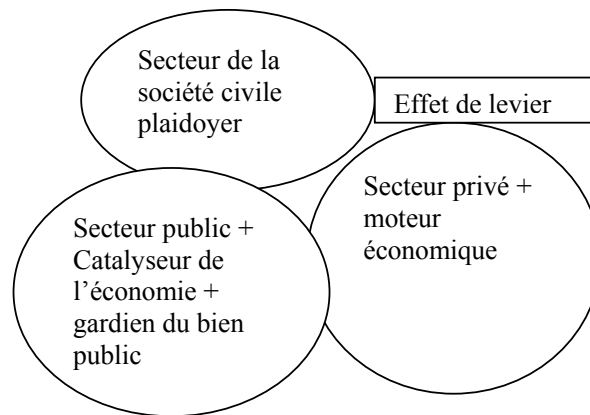 Secteur de la
société civile
plaidoyer
Effet de levier
Secteur privé +
moteur
économique
Secteur public +
Catalyseur de
l’économie +
gardien du bien
public